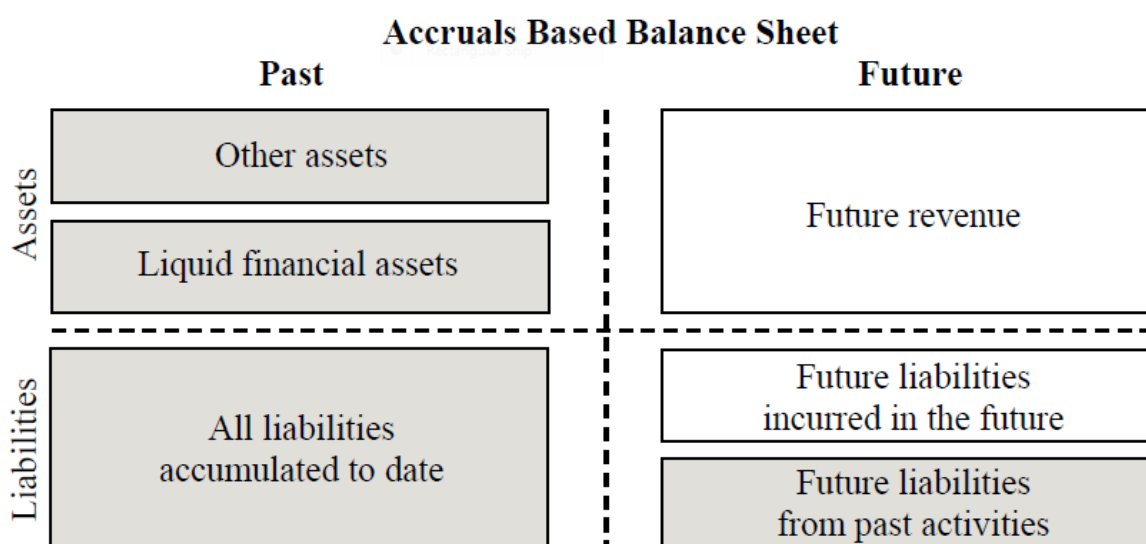 Accruals Based Balance Sheet
Past
Future
Assets
Other assets
Liquid financial assets
Future revenue
Liabilities
All liabilities
accumulated to date
Future liabilities
incurred in the future
Future liabilities
from past activities